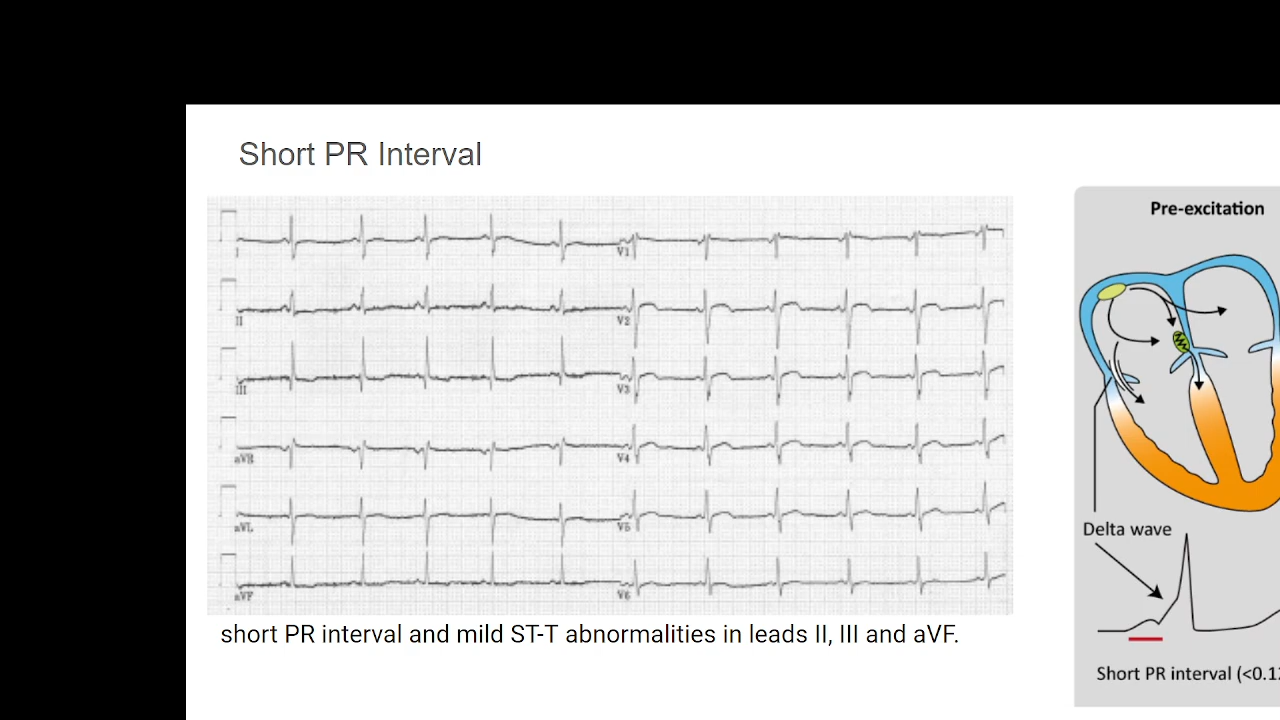 Short PR Interval
Pre-excitation
I
V1
II
V2
III
V3
aVR
V4
aVL
V5
aVF
V6
Delta wave
short PR interval and mild ST-T abnormalities in leads II, III and aVF.
Short PR interval (<0.12